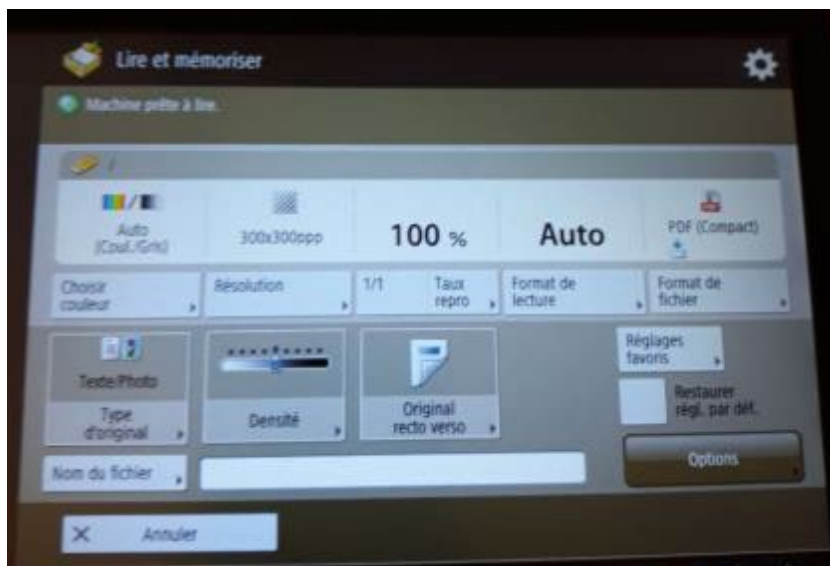 Lire et mémoriser
Machine prête à lire.
/
Auto
(Coul./Gris)
300x300ppp
100 %
Auto
PDF (Compact)
Choisir
couleur
Résolution
1/1
Taux
repro
Format de
lecture
Format de
fichier
Texte/Photo
Type
d'original
Densité
Original
recto verso
Réglages
favoris
Restaurer
régl. par déf.
Nom du fichier
Options
Annuler